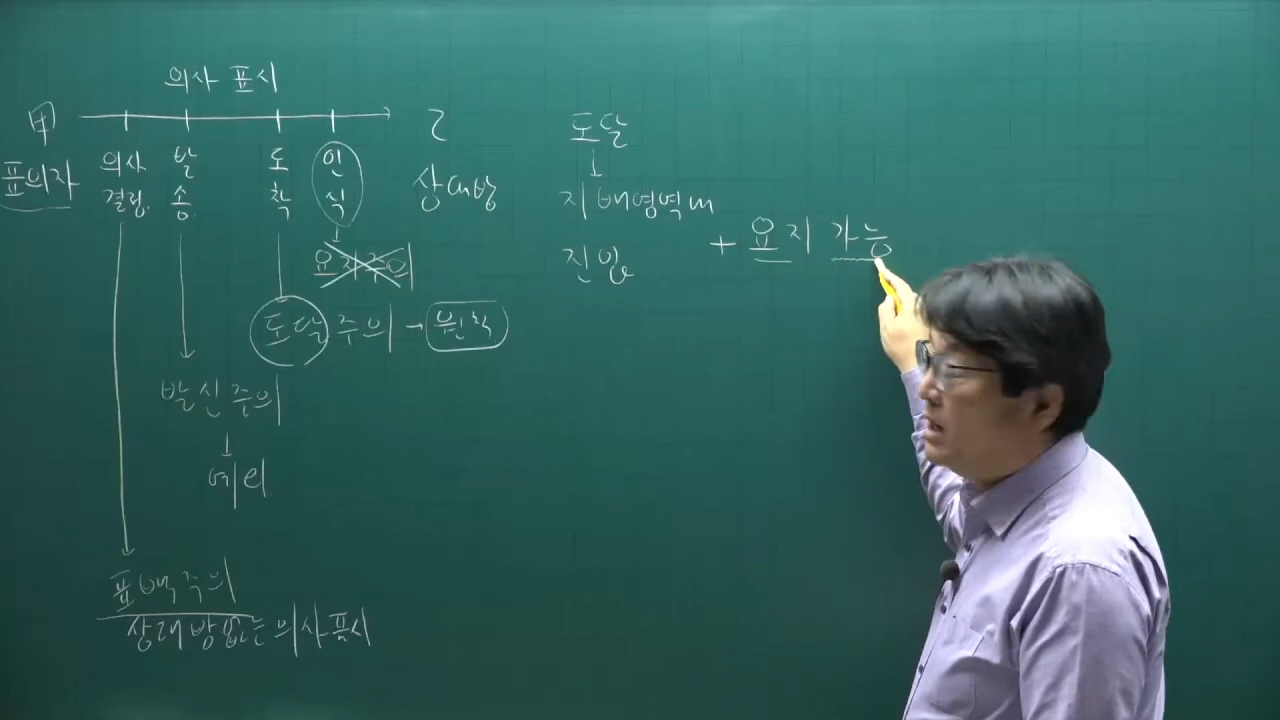 의사 표시
甲 乙
표의자 의사결정 발송 도착 인식 상대방
요지주의
도달주의 → 원칙
발신주의
↓
예외
표백주의
상대방 없는 의사표시
도달
↓
지배영역내
진입
+ 요지 가능